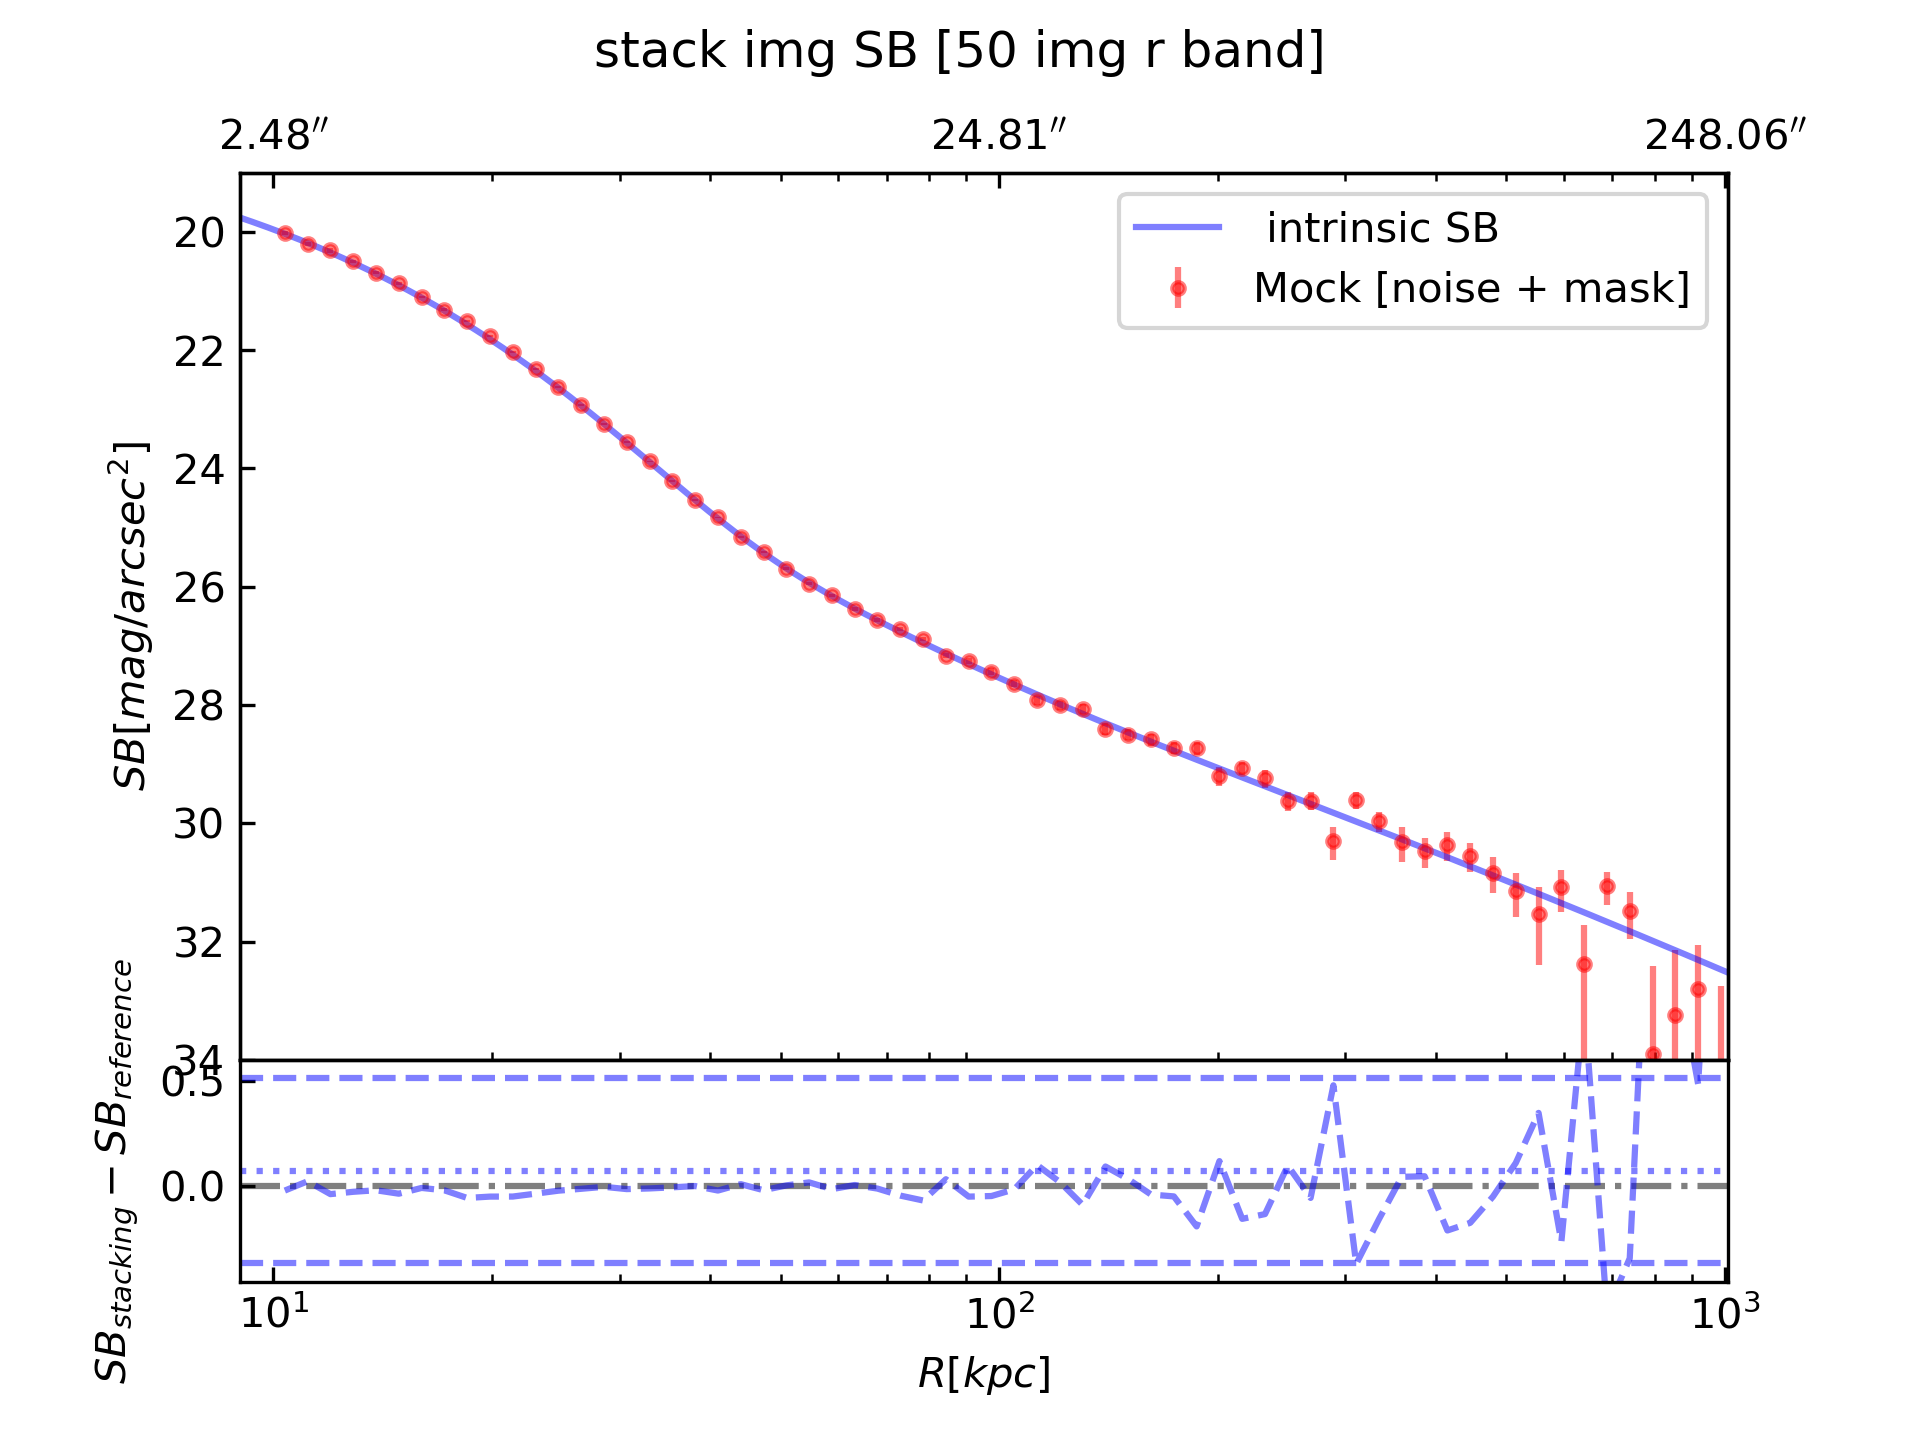 stack img SB [50 img r band]
2.48″ 24.81″ 248.06″
intrinsic SB
Mock [noise + mask]
20
22
24
26
28
30
32
34
SB[mag/arcsec²]
0.5
0.0
SB_stacking − SB_reference
10¹ 10² 10³
R[kpc]